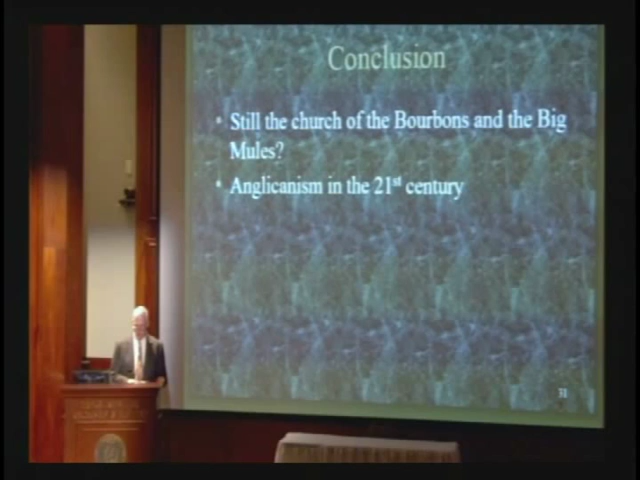 Conclusion
• Still the church of the Bourbons and the Big
Mules?
• Anglicanism in the 21st century